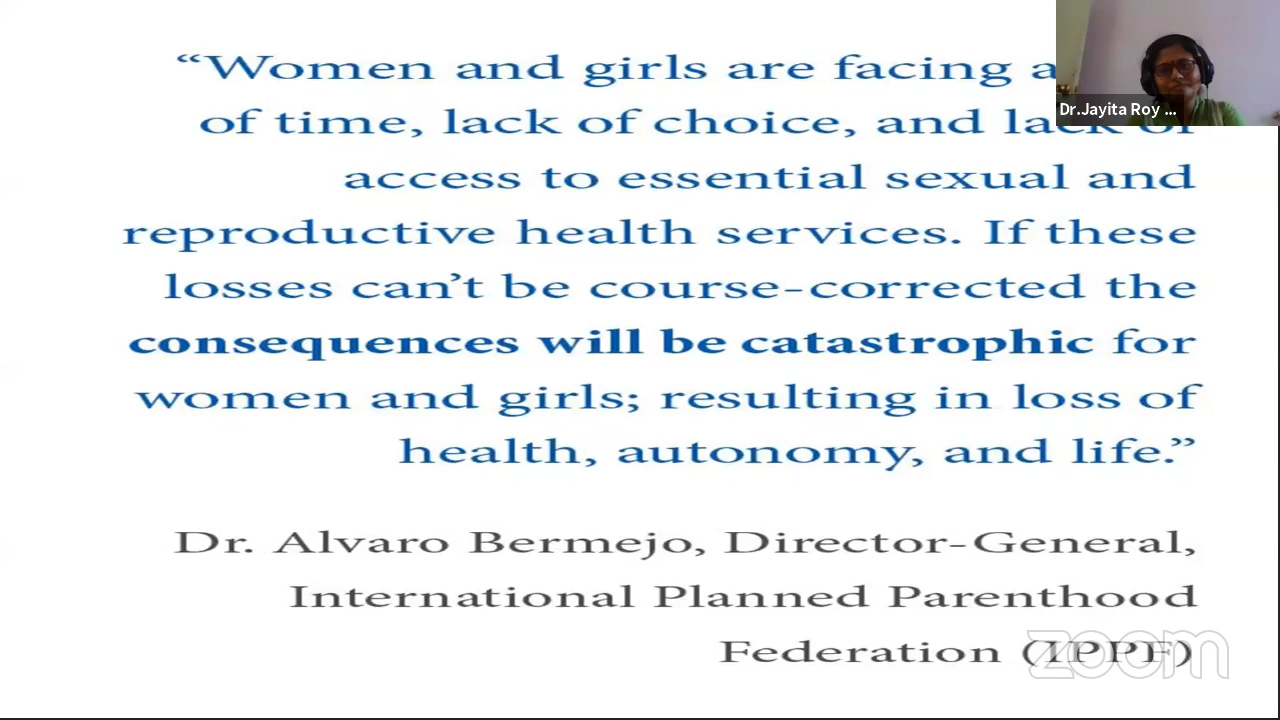 “Women and girls are facing a
of time, lack of choice, and lack of
access to essential sexual and
reproductive health services. If these
losses can’t be course-corrected the
consequences will be catastrophic for
women and girls; resulting in loss of
health, autonomy, and life.”
Dr. Alvaro Bermejo, Director-General,
International Planned Parenthood
Federation (IPPF)
Dr.Jayita Roy ...
zoom